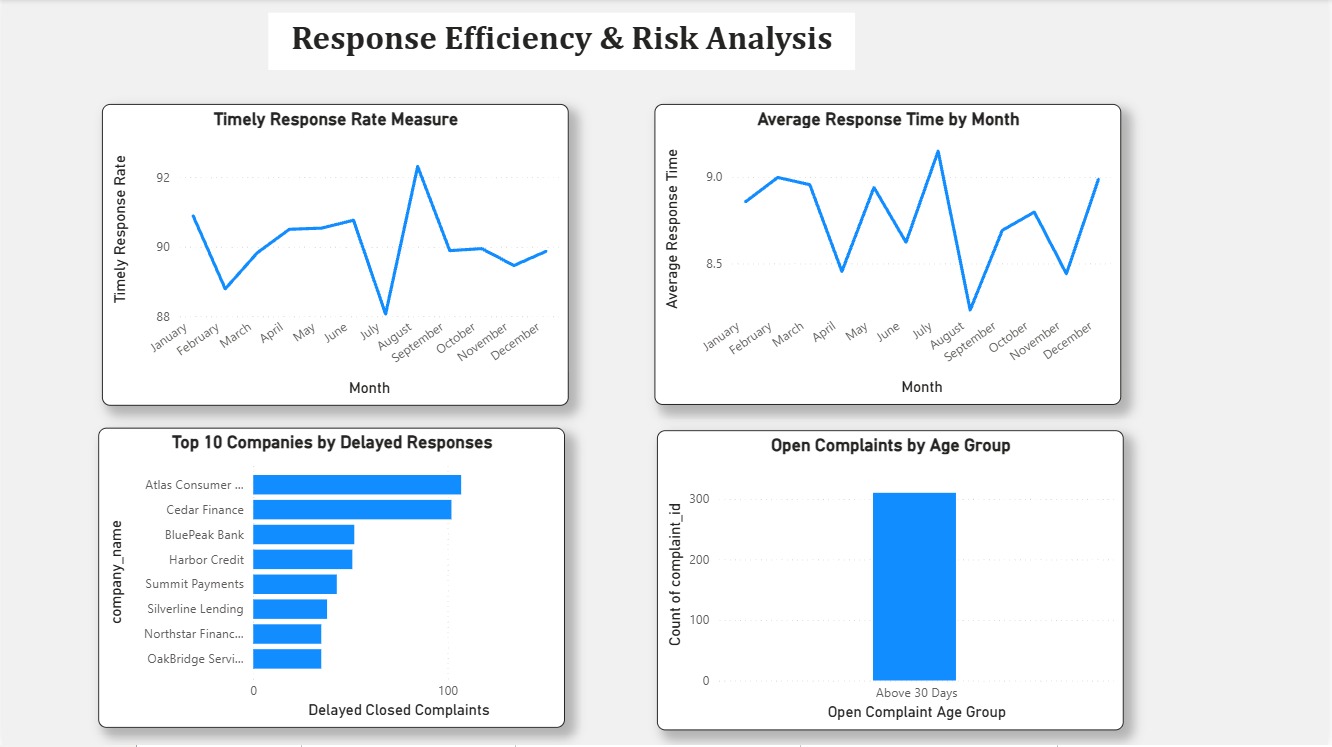 Response Efficiency & Risk Analysis
Timely Response Rate Measure
Timely Response Rate
92
90
88
January
February
March
April
May
June
July
August
September
October
November
December
Month
Average Response Time by Month
Average Response Time
9.0
8.5
January
February
March
April
May
June
July
August
September
October
November
December
Month
Top 10 Companies by Delayed Responses
company_name
Atlas Consumer ...
Cedar Finance
BluePeak Bank
Harbor Credit
Summit Payments
Silverline Lending
Northstar Financ...
OakBridge Servi...
0
100
Delayed Closed Complaints
Open Complaints by Age Group
Count of complaint_id
300
200
100
0
Above 30 Days
Open Complaint Age Group